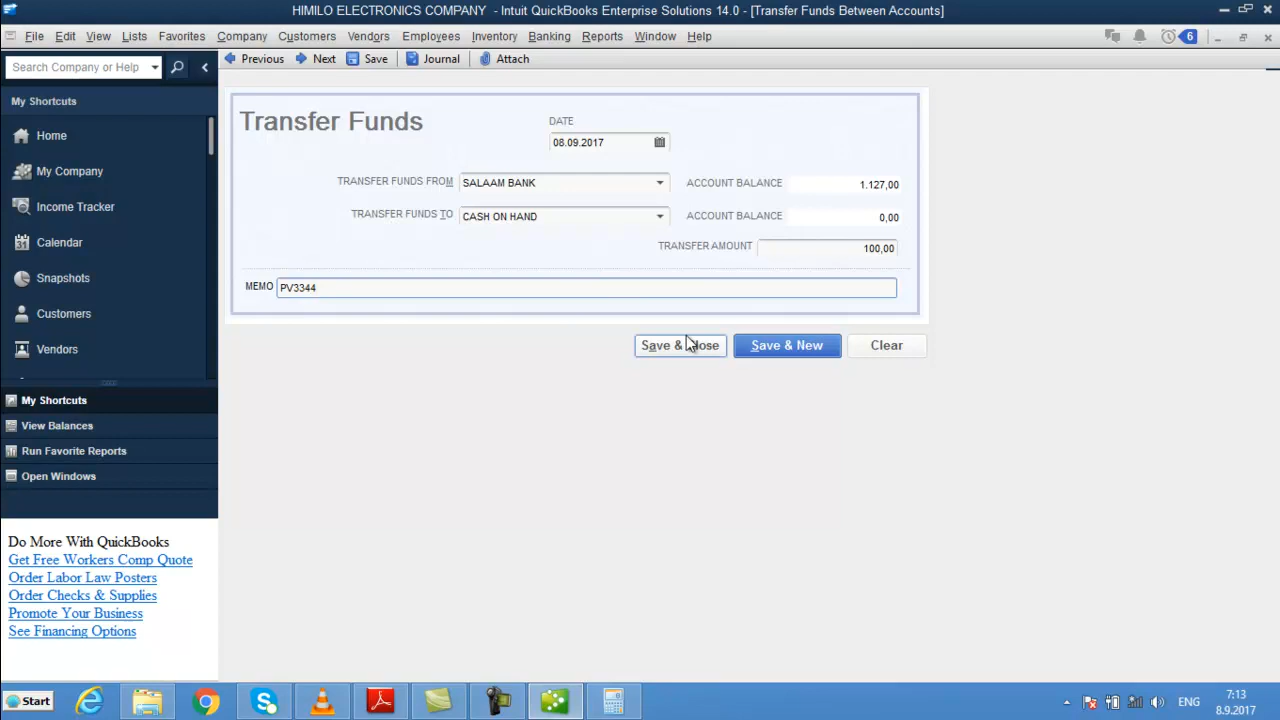 HIMILO ELECTRONICS COMPANY - Intuit QuickBooks Enterprise Solutions 14.0 - [Transfer Funds Between Accounts]
File Edit View Lists Favorites Company Customers Vendors Employees Inventory Banking Reports Window Help 6
Search Company or Help
Previous Next Save Journal Attach
My Shortcuts
Home
My Company
Income Tracker
Calendar
Snapshots
Customers
Vendors
My Shortcuts
View Balances
Run Favorite Reports
Open Windows
Do More With QuickBooks
Get Free Workers Comp Quote
Order Labor Law Posters
Order Checks & Supplies
Promote Your Business
See Financing Options
Transfer Funds
DATE
08.09.2017
TRANSFER FUNDS FROM SALAAM BANK ACCOUNT BALANCE 1.127,00
TRANSFER FUNDS TO CASH ON HAND ACCOUNT BALANCE 0,00
TRANSFER AMOUNT 100,00
MEMO PV3344
Save & Close Save & New Clear
Start ENG 7:13
8.9.2017